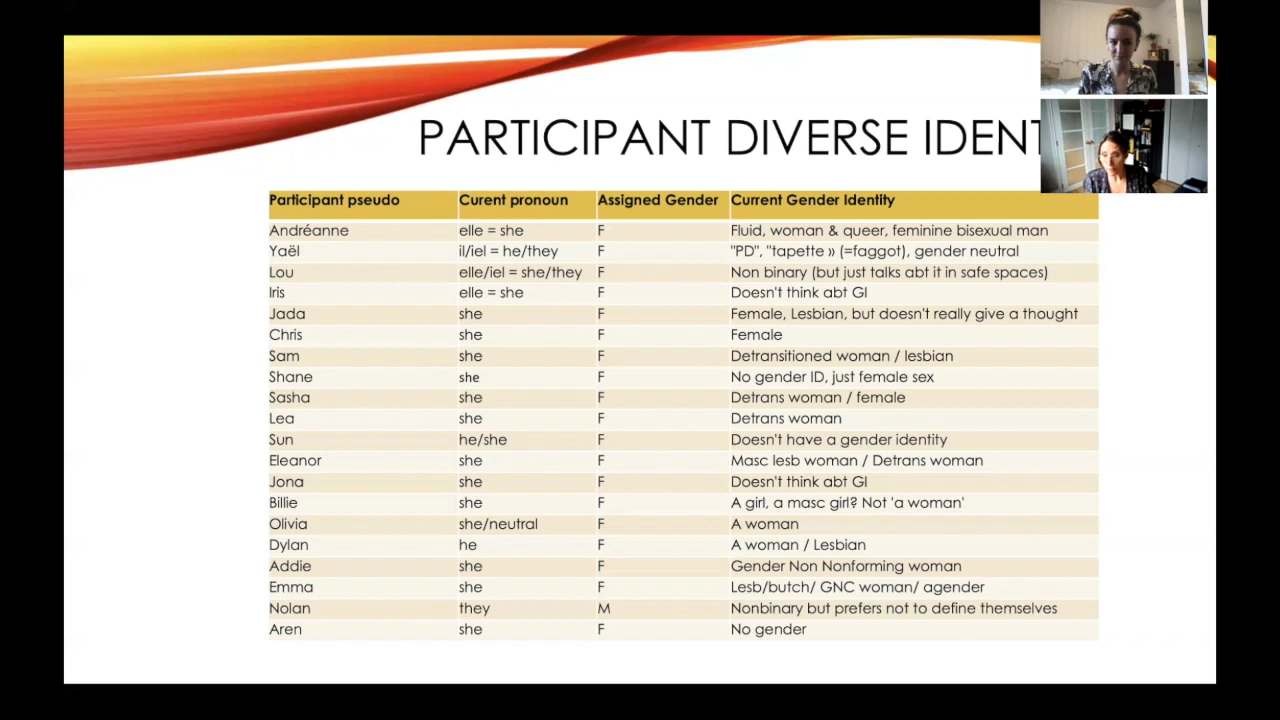 PARTICIPANT DIVERSE IDENT
Participant pseudo Curent pronoun Assigned Gender Current Gender Identity
Andréanne elle = she F Fluid, woman & queer, feminine bisexual man
Yaël il/iel = he/they F "PD", "tapette » (=faggot), gender neutral
Lou elle/iel = she/they F Non binary (but just talks abt it in safe spaces)
Iris elle = she F Doesn't think abt GI
Jada she F Female, Lesbian, but doesn't really give a thought
Chris she F Female
Sam she F Detransitioned woman / lesbian
Shane she F No gender ID, just female sex
Sasha she F Detrans woman / female
Lea she F Detrans woman
Sun he/she F Doesn't have a gender identity
Eleanor she F Masc lesb woman / Detrans woman
Jona she F Doesn't think abt GI
Billie she F A girl, a masc girl? Not 'a woman'
Olivia she/neutral F A woman
Dylan he F A woman / Lesbian
Addie she F Gender Non Nonforming woman
Emma she F Lesb/butch/ GNC woman/ agender
Nolan they M Nonbinary but prefers not to define themselves
Aren she F No gender